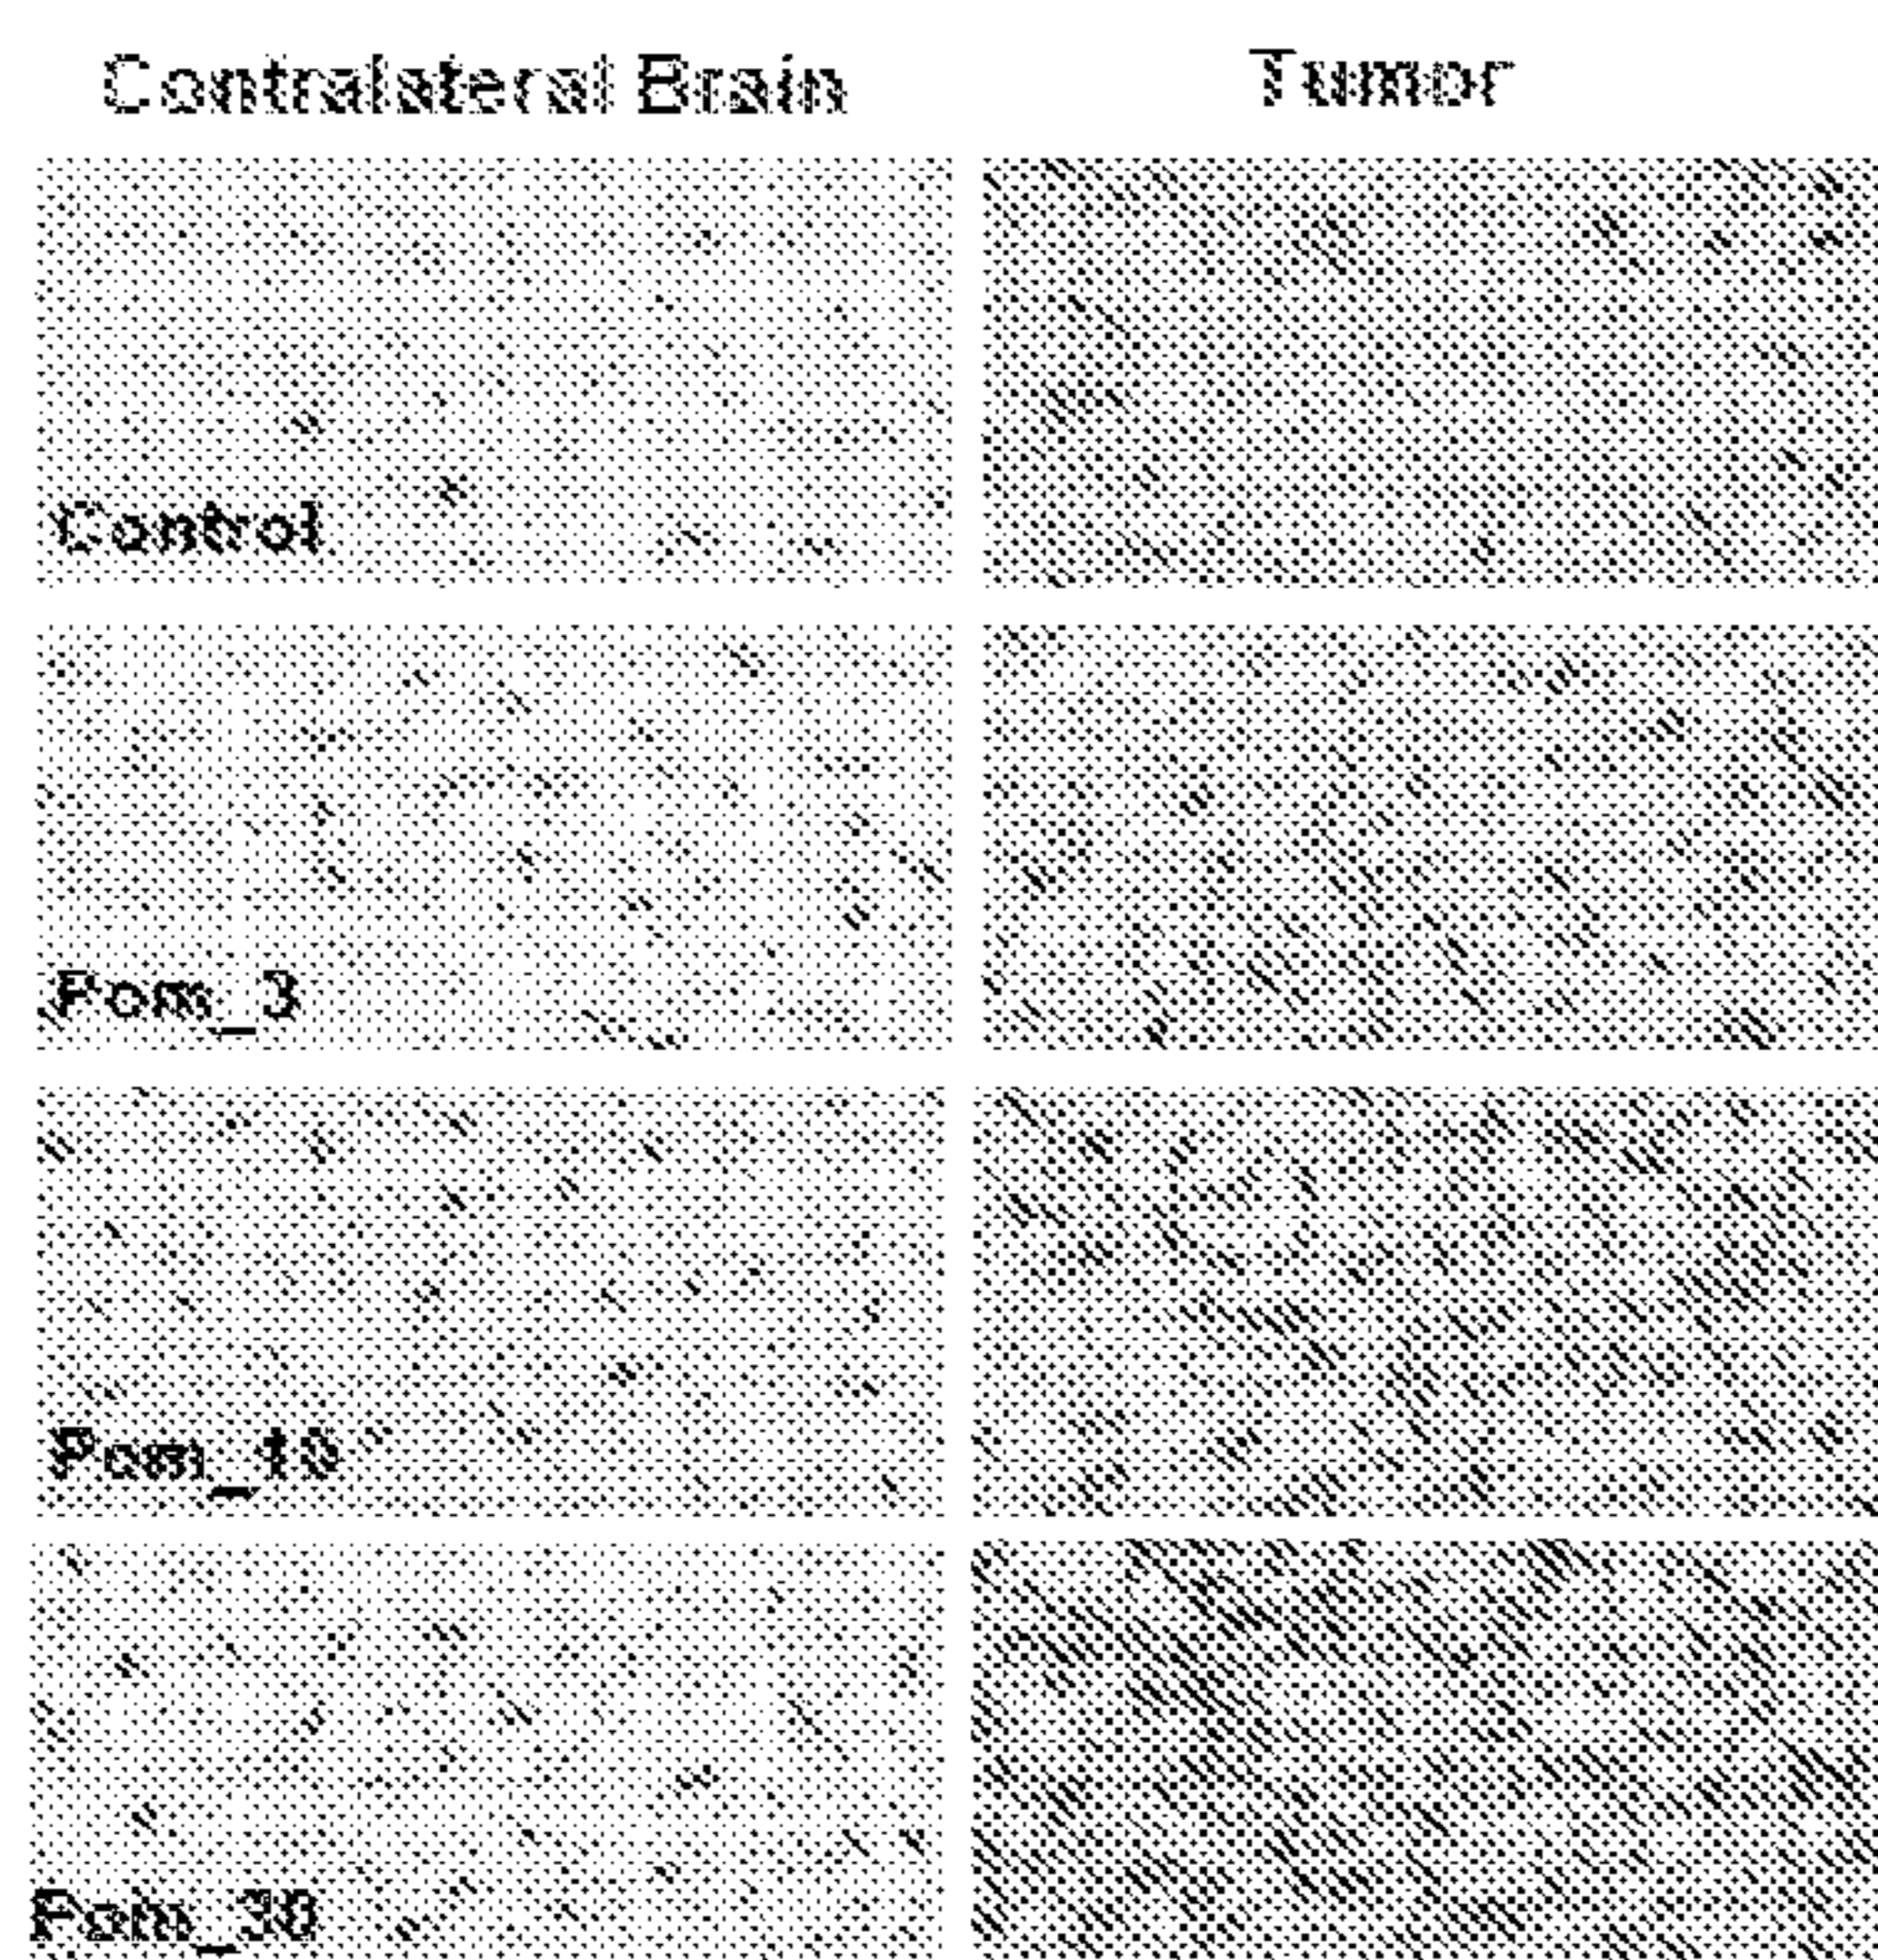 Contralateral Brain
Tumor
Control
Pom_3
Pom_10
Pom_30